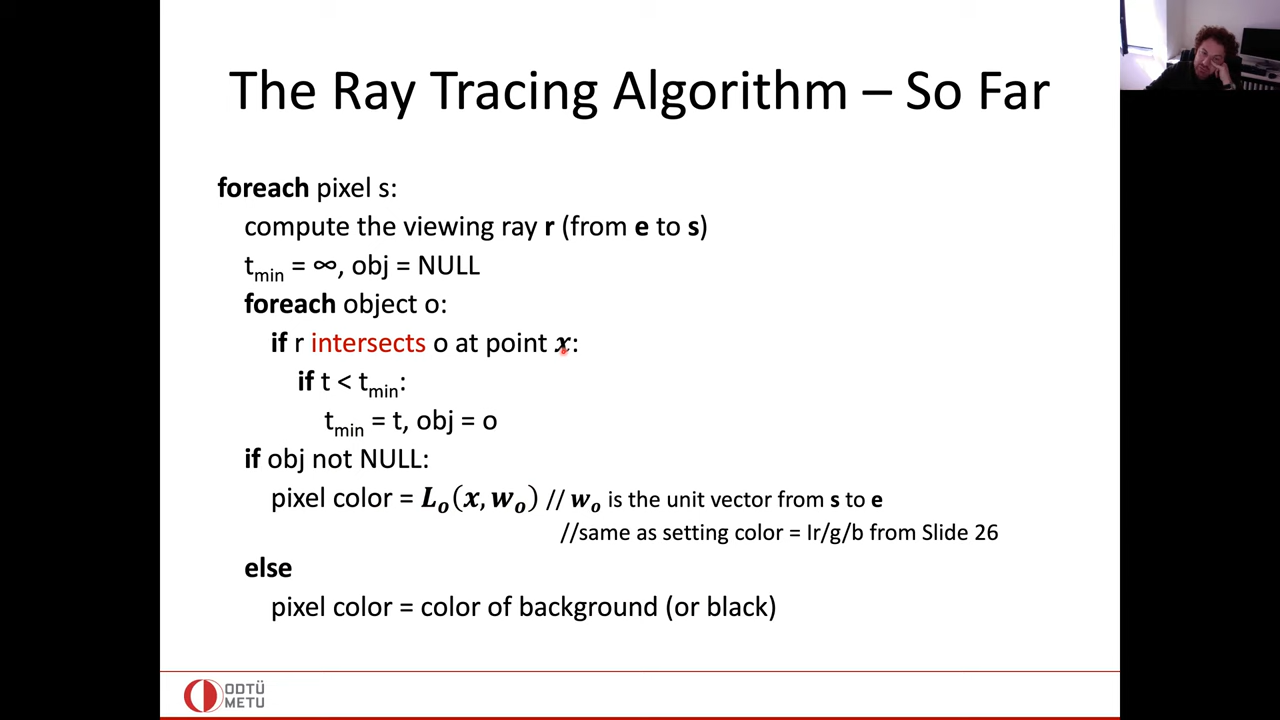 The Ray Tracing Algorithm – So Far
foreach pixel s:
compute the viewing ray r (from e to s)
tmin = ∞, obj = NULL
foreach object o:
if r intersects o at point x:
if t < tmin:
tmin = t, obj = o
if obj not NULL:
pixel color = Lo(x, wo) // wo is the unit vector from s to e
//same as setting color = Ir/g/b from Slide 26
else
pixel color = color of background (or black)
ODTÜ
METU